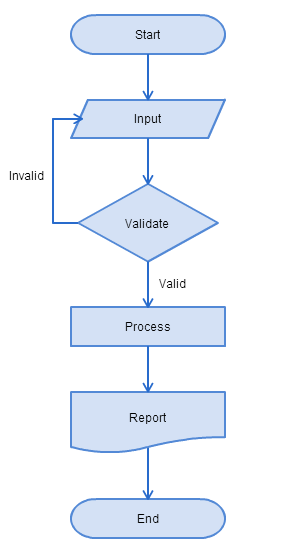 Start
Input
Invalid
Validate
Valid
Process
Report
End